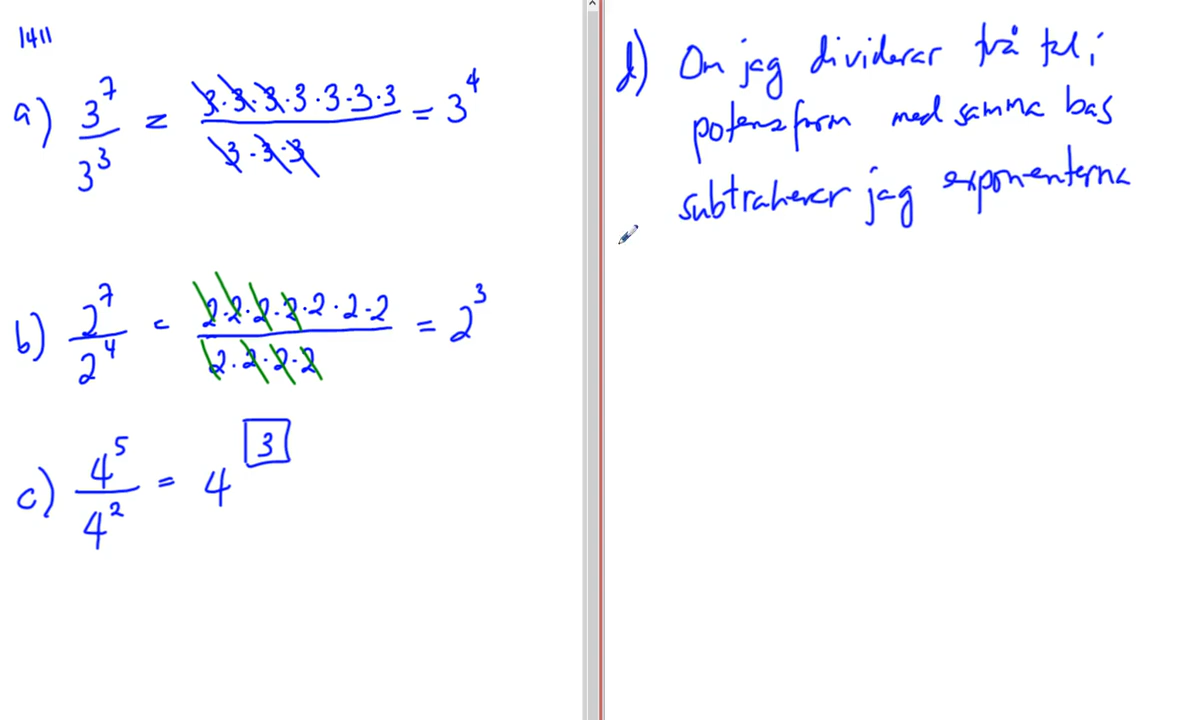 1411
a) 3^7 / 3^3 = 3·3·3·3·3·3·3 / 3·3·3 = 3^4
b) 2^7 / 2^4 = 2·2·2·2·2·2·2 / 2·2·2·2 = 2^3
c) 4^5 / 4^2 = 4^3
d) Om jag dividerar två tal i
potensform med samma bas
subtraherar jag exponenterna